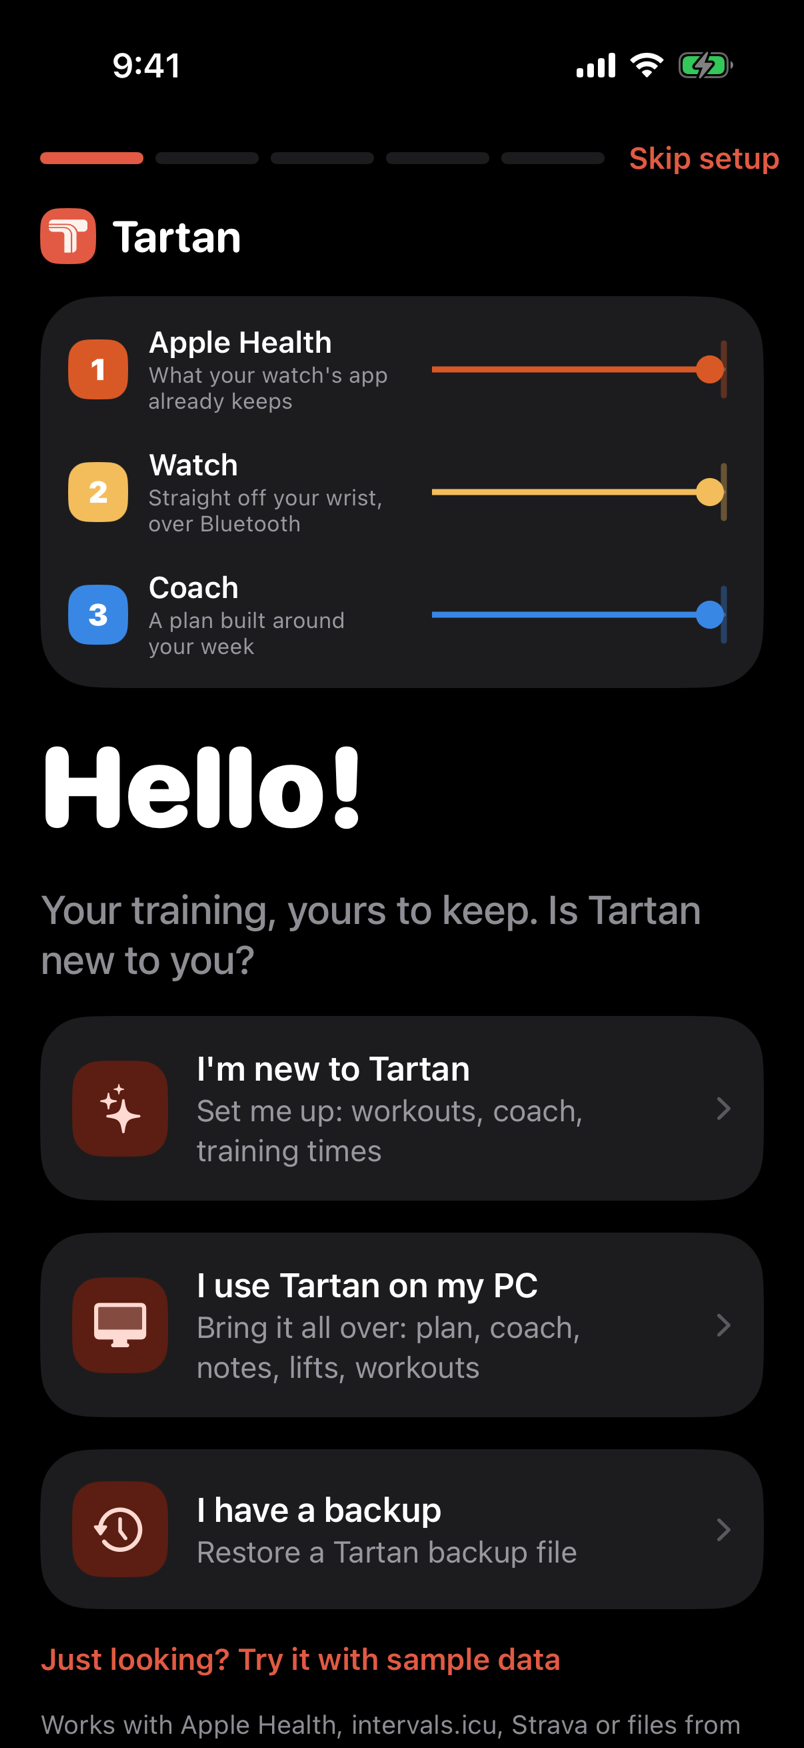 9:41
Skip setup
Tartan
1
Apple Health
What your watch's app
already keeps
2
Watch
Straight off your wrist,
over Bluetooth
3
Coach
A plan built around
your week
Hello!
Your training, yours to keep. Is Tartan
new to you?
I'm new to Tartan
Set me up: workouts, coach,
training times
I use Tartan on my PC
Bring it all over: plan, coach,
notes, lifts, workouts
I have a backup
Restore a Tartan backup file
Just looking? Try it with sample data
Works with Apple Health, intervals.icu, Strava or files from